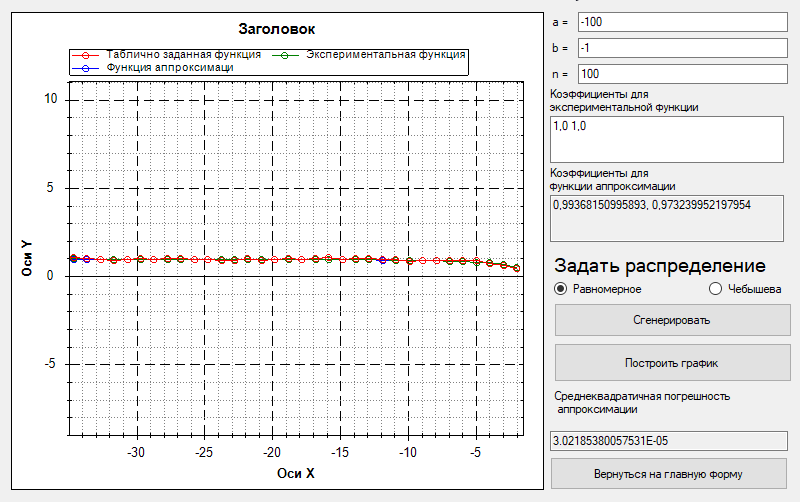 Заголовок
Таблично заданная функция
Экспериментальная функция
Функция аппроксимаци
10
5
0
-5
Оси Y
-30
-25
-20
-15
-10
-5
Оси X
a =
-100
b =
-1
n =
100
Коэффициенты для
экспериментальной функции
1,0 1,0
Коэффициенты для
функции аппроксимации
0,99368150995893, 0,973239952197954
Задать распределение
Равномерное
Чебышева
Сгенерировать
Построить график
Среднеквадратичная погрешность
аппроксимации
3.02185380057531E-05
Вернуться на главную форму